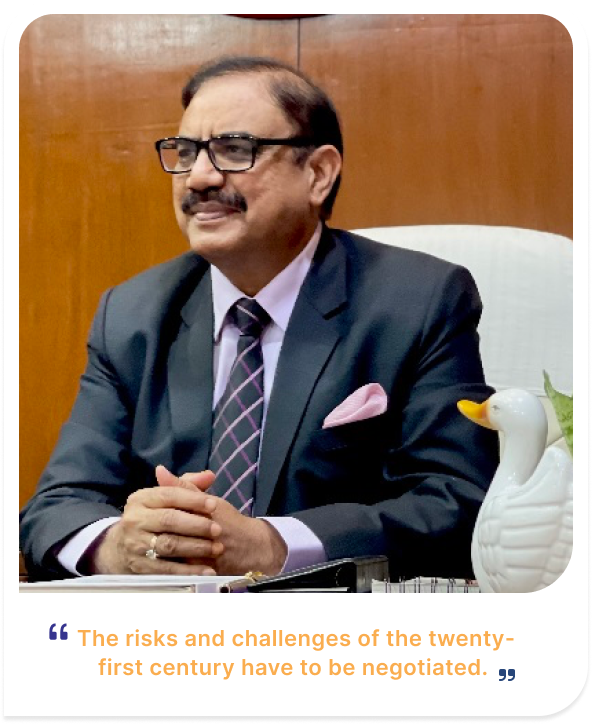 “ The risks and challenges of the twenty-
first century have to be negotiated. ”